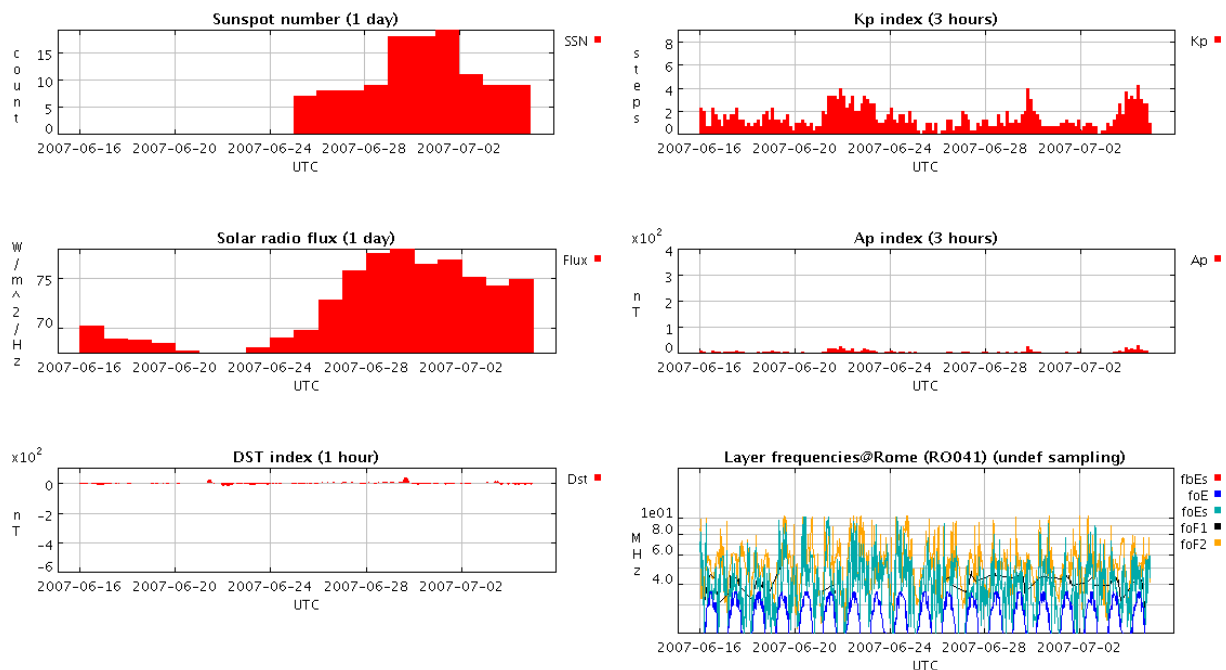 Sunspot number (1 day)
count
15
10
5
0
SSN
2007-06-16 2007-06-20 2007-06-24 2007-06-28 2007-07-02
UTC
Kp index (3 hours)
steps
8
6
4
2
0
Kp
2007-06-16 2007-06-20 2007-06-24 2007-06-28 2007-07-02
UTC
Solar radio flux (1 day)
W/m^2/Hz
75
70
Flux
2007-06-16 2007-06-20 2007-06-24 2007-06-28 2007-07-02
UTC
Ap index (3 hours)
x10²
nT
4
3
2
1
0
Ap
2007-06-16 2007-06-20 2007-06-24 2007-06-28 2007-07-02
UTC
DST index (1 hour)
x10²
nT
0
-2
-4
-6
Dst
2007-06-16 2007-06-20 2007-06-24 2007-06-28 2007-07-02
UTC
Layer frequencies@Rome (RO041) (undef sampling)
MHz
1e01
8.0
6.0
4.0
fbEs
foE
foEs
foF1
foF2
2007-06-16 2007-06-20 2007-06-24 2007-06-28 2007-07-02
UTC